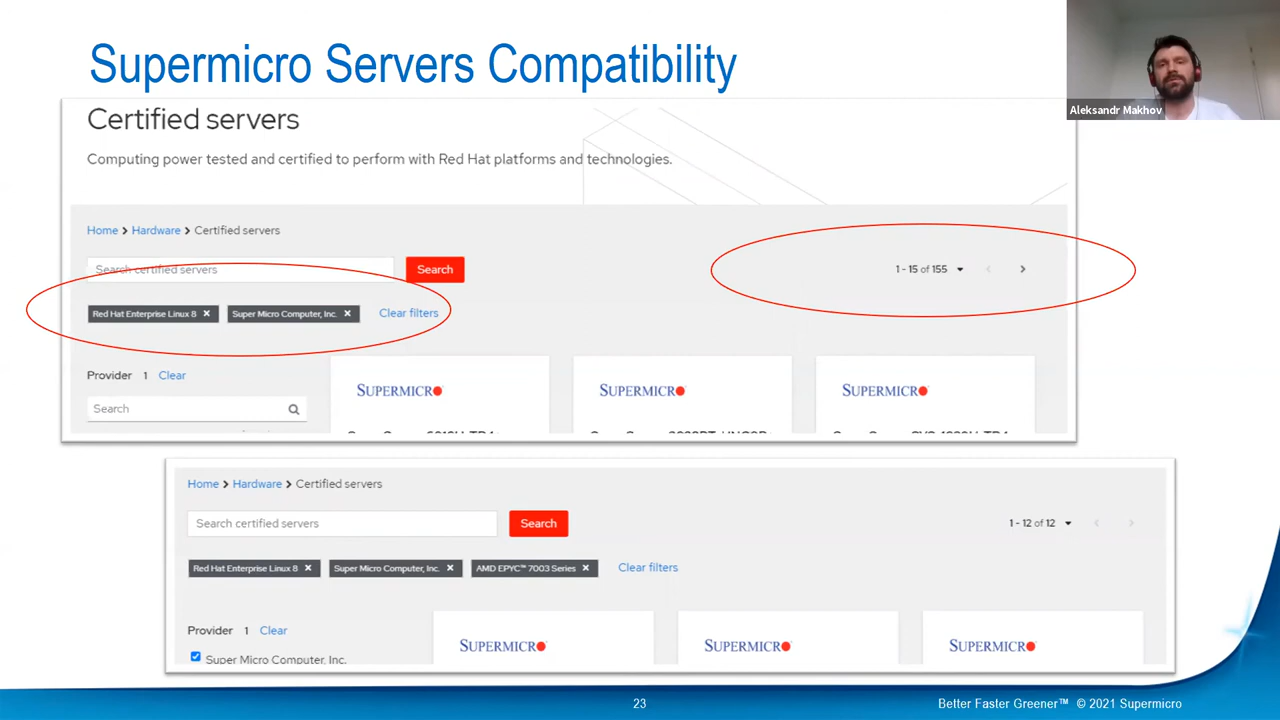 Supermicro Servers Compatibility
Aleksandr Makhov
Certified servers
Computing power tested and certified to perform with Red Hat platforms and technologies.
Home > Hardware > Certified servers
Search certified servers
Search
1 - 15 of 155
Red Hat Enterprise Linux 8 ×
Super Micro Computer, Inc. ×
Clear filters
Provider 1 Clear
Search
SUPERMICRO
SUPERMICRO
SUPERMICRO
Home > Hardware > Certified servers
Search certified servers
Search
1 - 12 of 12
Red Hat Enterprise Linux 8 ×
Super Micro Computer, Inc. ×
AMD EPYC™ 7003 Series ×
Clear filters
Provider 1 Clear
Super Micro Computer, Inc.
SUPERMICRO
SUPERMICRO
SUPERMICRO
23
Better Faster Greener™ © 2021 Supermicro